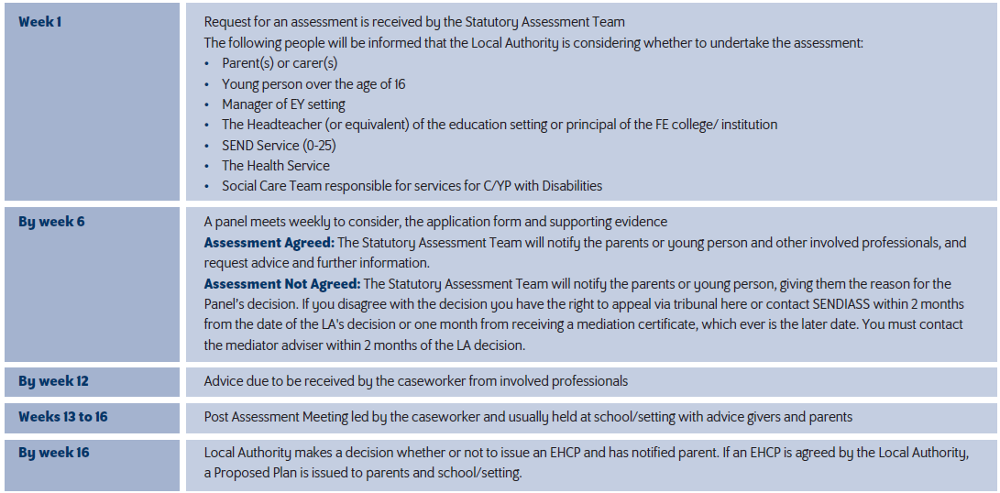 Week 1
Request for an assessment is received by the Statutory Assessment Team
The following people will be informed that the Local Authority is considering whether to undertake the assessment:
• Parent(s) or carer(s)
• Young person over the age of 16
• Manager of EY setting
• The Headteacher (or equivalent) of the education setting or principal of the FE college/ institution
• SEND Service (0-25)
• The Health Service
• Social Care Team responsible for services for C/YP with Disabilities
By week 6
A panel meets weekly to consider, the application form and supporting evidence
Assessment Agreed: The Statutory Assessment Team will notify the parents or young person and other involved professionals, and
request advice and further information.
Assessment Not Agreed: The Statutory Assessment Team will notify the parents or young person, giving them the reason for the
Panel's decision. If you disagree with the decision you have the right to appeal via tribunal here or contact SENDIASS within 2 months
from the date of the LA's decision or one month from receiving a mediation certificate, which ever is the later date. You must contact
the mediator adviser within 2 months of the LA decision.
By week 12
Advice due to be received by the caseworker from involved professionals
Weeks 13 to 16
Post Assessment Meeting led by the caseworker and usually held at school/setting with advice givers and parents
By week 16
Local Authority makes a decision whether or not to issue an EHCP and has notified parent. If an EHCP is agreed by the Local Authority,
a Proposed Plan is issued to parents and school/setting.